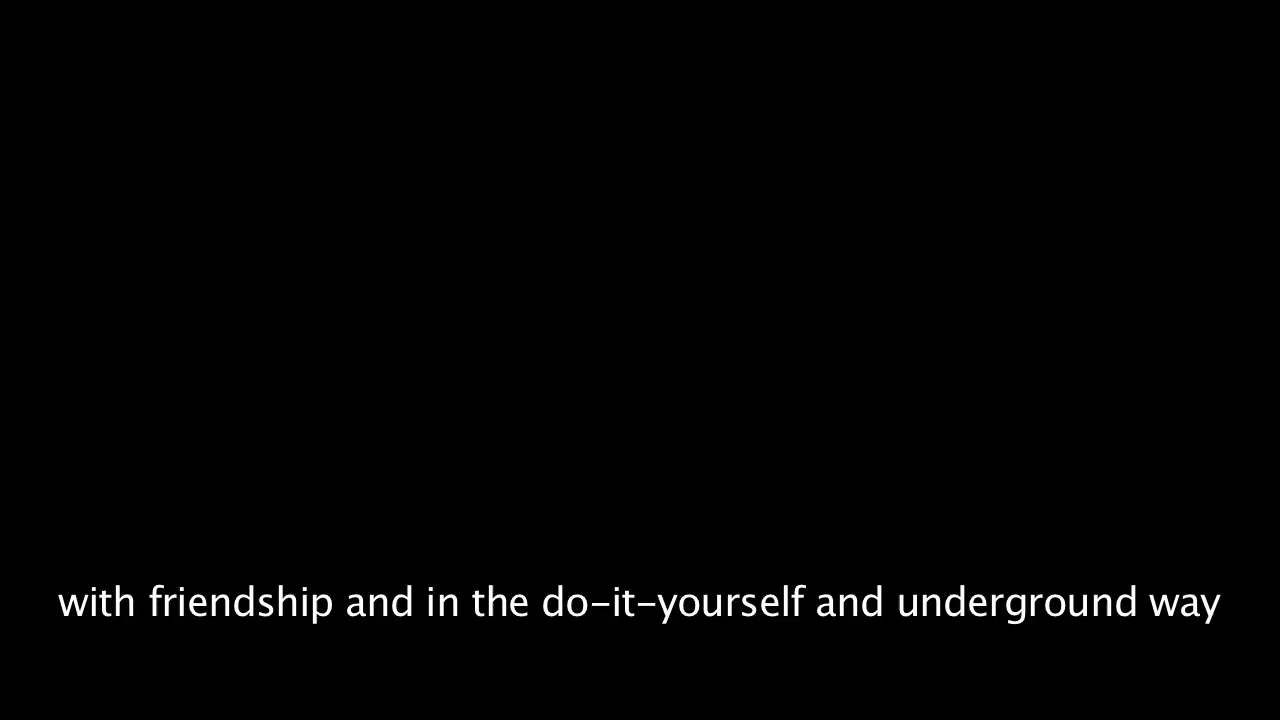 with friendship and in the do-it-yourself and underground way